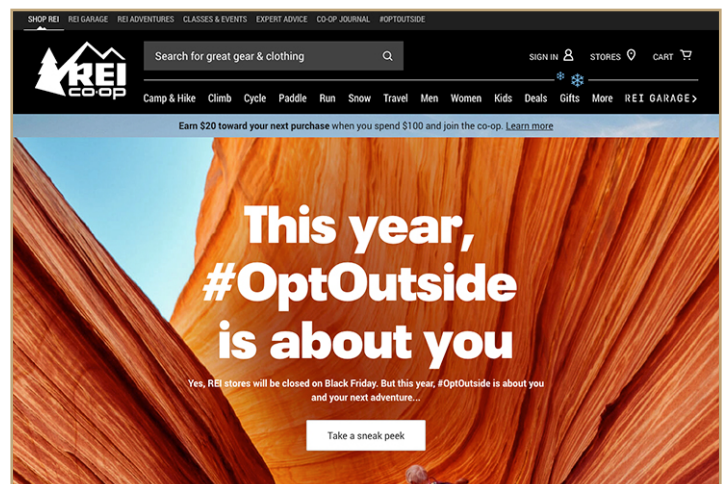 SHOP REI REI GARAGE REI ADVENTURES CLASSES & EVENTS EXPERT ADVICE CO-OP JOURNAL #OPTOUTSIDE
REI
CO·OP
Search for great gear & clothing
SIGN IN STORES CART
Camp & Hike Climb Cycle Paddle Run Snow Travel Men Women Kids Deals Gifts More REI GARAGE>
Earn $20 toward your next purchase when you spend $100 and join the co-op. Learn more
This year,
#OptOutside
is about you
Yes, REI stores will be closed on Black Friday. But this year, #OptOutside is about you
and your next adventure...
Take a sneak peek